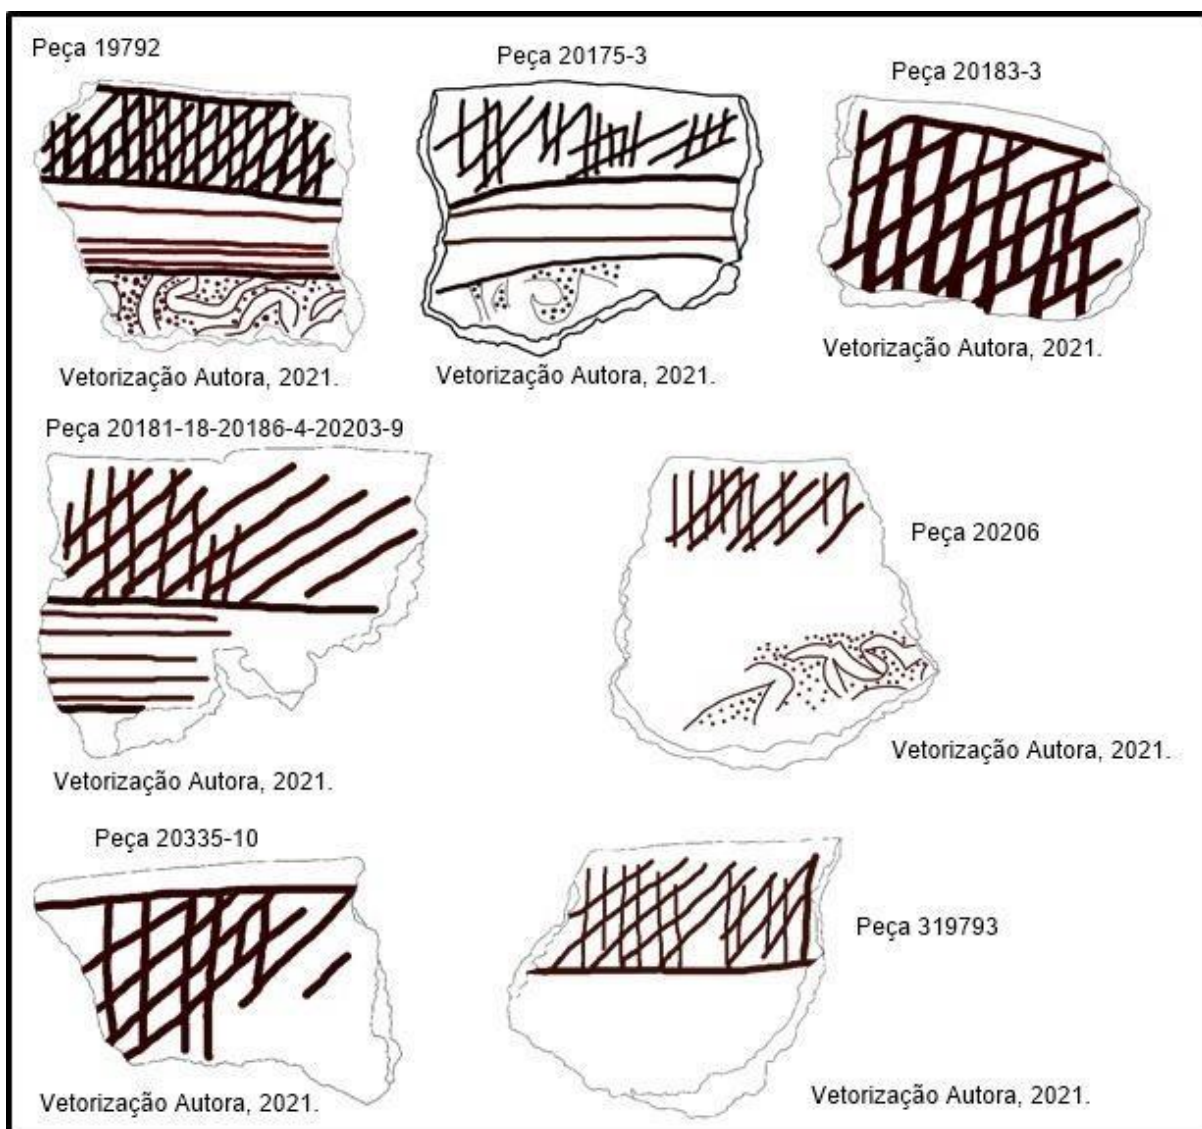 Peça 19792
Peça 20175-3
Peça 20183-3
Vetorização Autora, 2021.
Vetorização Autora, 2021.
Vetorização Autora, 2021.
Peça 20181-18-20186-4-20203-9
Peça 20206
Vetorização Autora, 2021.
Vetorização Autora, 2021.
Peça 20335-10
Peça 319793
Vetorização Autora, 2021.
Vetorização Autora, 2021.